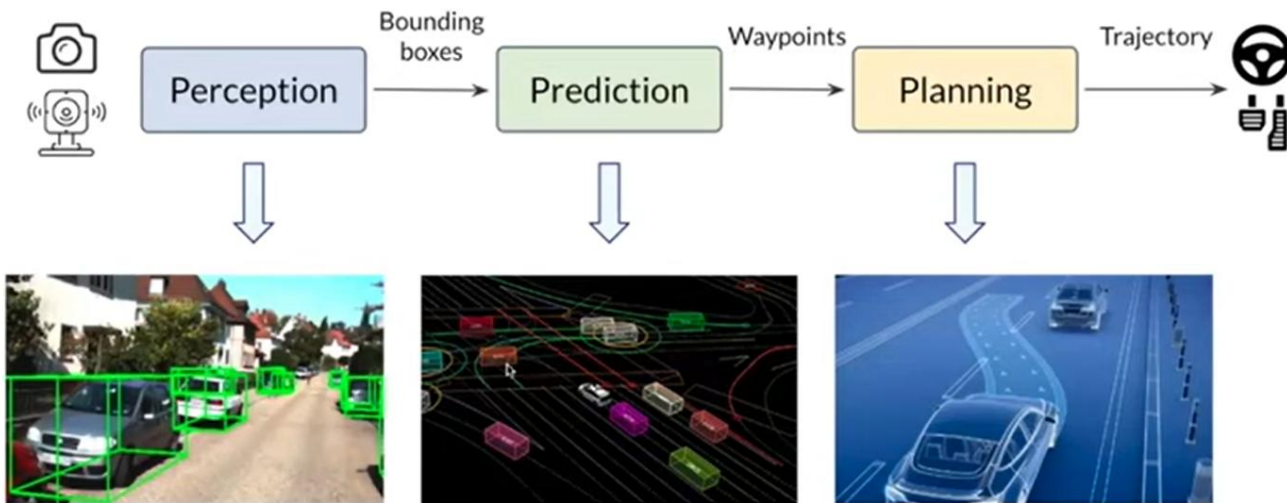 Bounding
boxes
Waypoints
Trajectory
Perception
Prediction
Planning